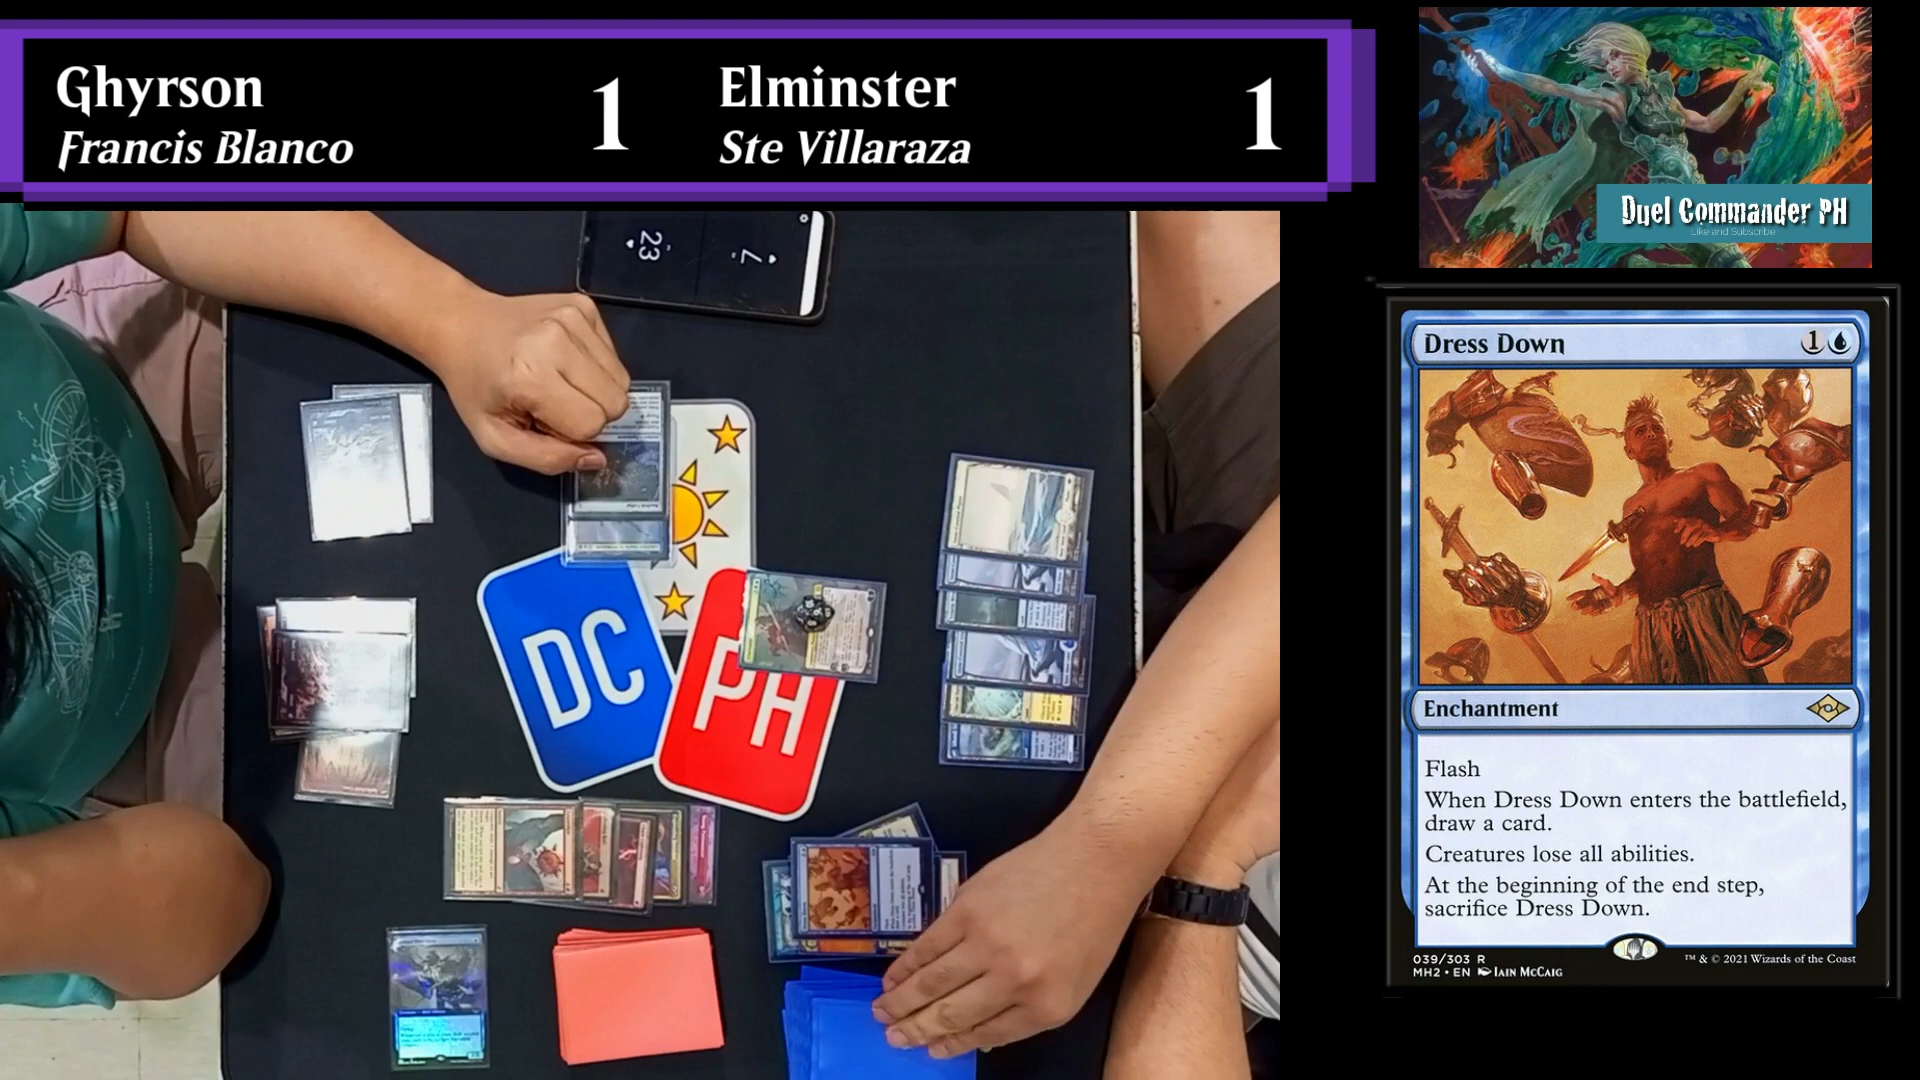 Ghyrson
Francis Blanco
1
Elminster
Ste Villaraza
1
Duel Commander PH
Like and Subscribe
23
DC
PH
Dress Down
1
Enchantment
Flash
When Dress Down enters the battlefield,
draw a card.
Creatures lose all abilities.
At the beginning of the end step,
sacrifice Dress Down.
039/303 R
MH2 • EN Iain McCaig
™ & © 2021 Wizards of the Coast